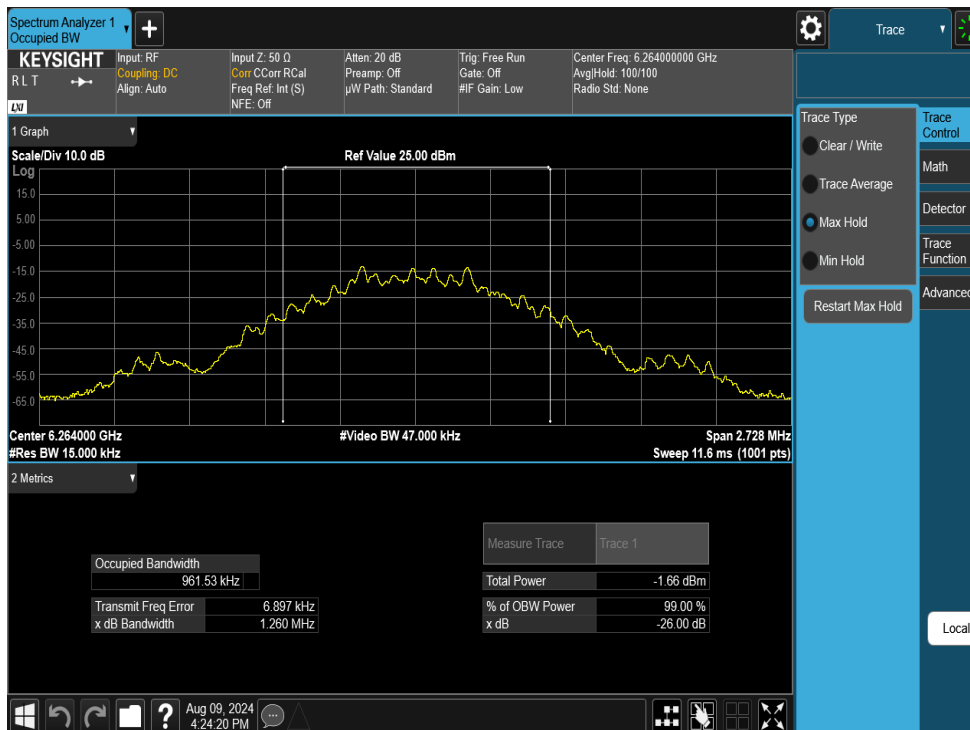 Spectrum Analyzer 1
Occupied BW
+
Trace
KEYSIGHT
R L T
LXI
Input: RF
Coupling: DC
Align: Auto
Input Z: 50 Ω
Corr CCorr RCal
Freq Ref: Int (S)
NFE: Off
Atten: 20 dB
Preamp: Off
µW Path: Standard
Trig: Free Run
Gate: Off
#IF Gain: Low
Center Freq: 6.264000000 GHz
Avg|Hold: 100/100
Radio Std: None
1 Graph
Scale/Div 10.0 dB
Ref Value 25.00 dBm
Log
15.0
5.00
-5.00
-15.0
-25.0
-35.0
-45.0
-55.0
-65.0
Center 6.264000 GHz
#Video BW 47.000 kHz
Span 2.728 MHz
#Res BW 15.000 kHz
Sweep 11.6 ms (1001 pts)
2 Metrics
Measure Trace
Trace 1
Occupied Bandwidth
961.53 kHz
Total Power
-1.66 dBm
Transmit Freq Error
6.897 kHz
% of OBW Power
99.00 %
x dB Bandwidth
1.260 MHz
x dB
-26.00 dB
Trace Type
Clear / Write
Trace Average
Max Hold
Min Hold
Restart Max Hold
Trace
Control
Math
Detector
Trace
Function
Advanced
Local
?
Aug 09, 2024
4:24:20 PM